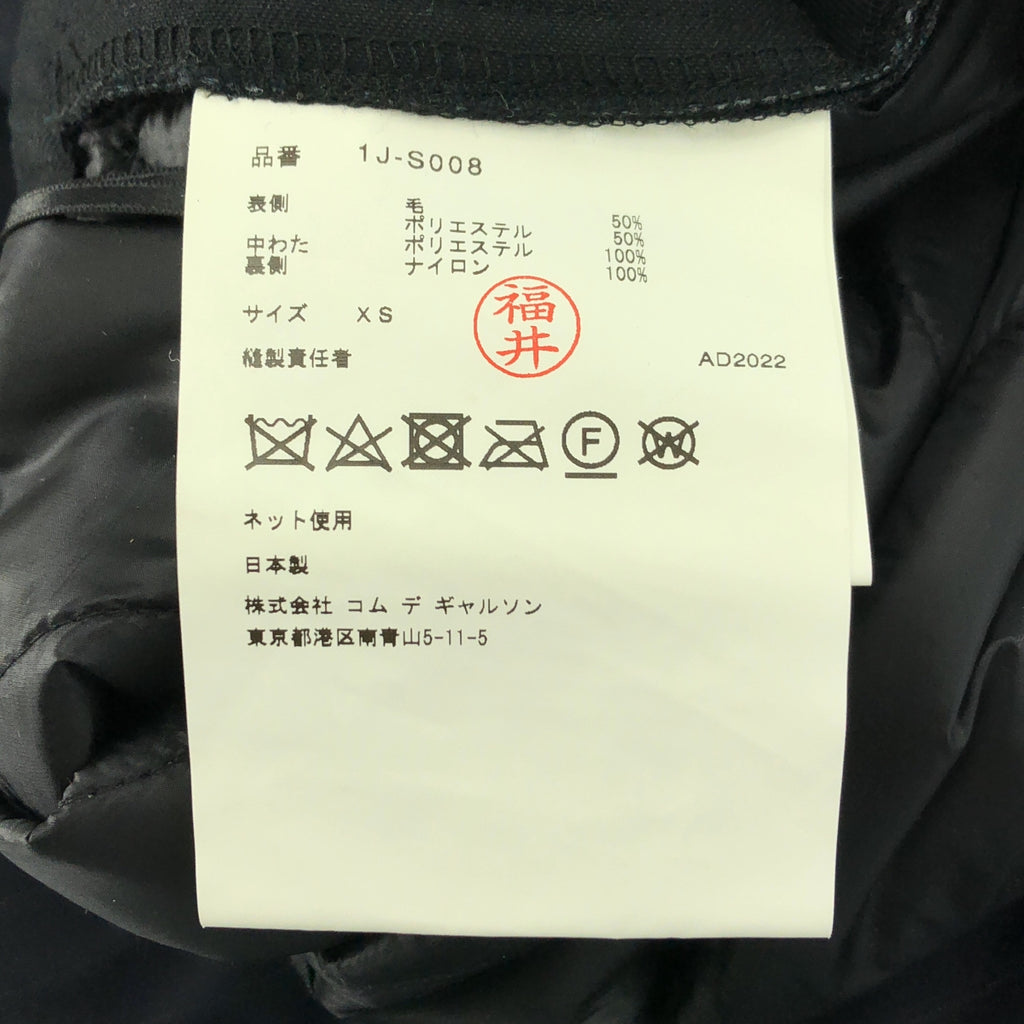 品番 1J-S008
表側 毛 50%
ポリエステル 50%
中わた ポリエステル 100%
裏側 ナイロン 100%
サイズ XS
福井
縫製責任者 AD2022
F W
ネット使用
日本製
株式会社 コム デ ギャルソン
東京都港区南青山5-11-5